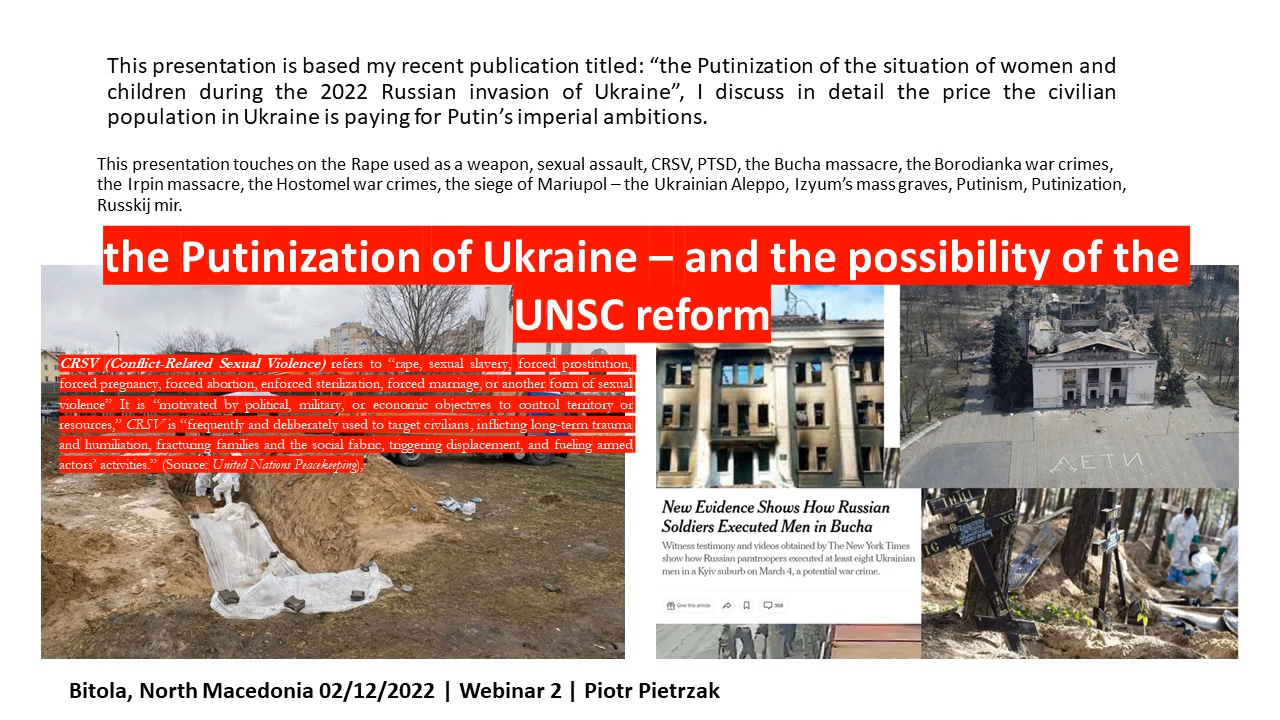 This presentation is based my recent publication titled: “the Putinization of the situation of women and
children during the 2022 Russian invasion of Ukraine”, I discuss in detail the price the civilian
population in Ukraine is paying for Putin’s imperial ambitions.
This presentation touches on the Rape used as a weapon, sexual assault, CRSV, PTSD, the Bucha massacre, the Borodianka war crimes,
the Irpin massacre, the Hostomel war crimes, the siege of Mariupol – the Ukrainian Aleppo, Izyum’s mass graves, Putinism, Putinization,
Russkij mir.
the Putinization of Ukraine – and the possibility of the
UNSC reform
CRSV (Conflict-Related Sexual Violence) refers to “rape, sexual slavery, forced prostitution,
forced pregnancy, forced abortion, enforced sterilization, forced marriage, or another form of sexual
violence” It is “motivated by political, military, or economic objectives to control territory or
resources,” CRSV is “frequently and deliberately used to target civilians, inflicting long-term trauma
and humiliation, fracturing families and the social fabric, triggering displacement, and fueling armed
actors’ activities.” (Source: United Nations Peacekeeping).
ДЕТИ
New Evidence Shows How Russian
Soldiers Executed Men in Bucha
Witness testimony and videos obtained by The New York Times
show how Russian paratroopers executed at least eight Ukrainian
men in a Kyiv suburb on March 4, a potential war crime.
Give this article
368
Bitola, North Macedonia 02/12/2022 | Webinar 2 | Piotr Pietrzak